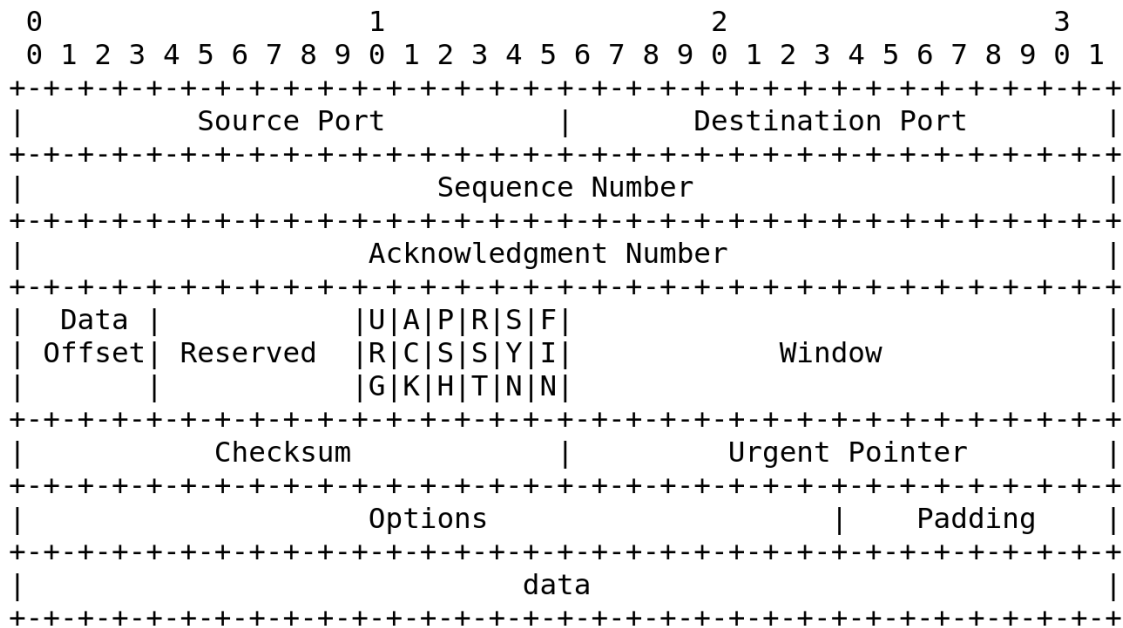 0                   1                   2                   3
 0 1 2 3 4 5 6 7 8 9 0 1 2 3 4 5 6 7 8 9 0 1 2 3 4 5 6 7 8 9 0 1
+-+-+-+-+-+-+-+-+-+-+-+-+-+-+-+-+-+-+-+-+-+-+-+-+-+-+-+-+-+-+-+-+
|          Source Port          |       Destination Port        |
+-+-+-+-+-+-+-+-+-+-+-+-+-+-+-+-+-+-+-+-+-+-+-+-+-+-+-+-+-+-+-+-+
|                        Sequence Number                        |
+-+-+-+-+-+-+-+-+-+-+-+-+-+-+-+-+-+-+-+-+-+-+-+-+-+-+-+-+-+-+-+-+
|                    Acknowledgment Number                      |
+-+-+-+-+-+-+-+-+-+-+-+-+-+-+-+-+-+-+-+-+-+-+-+-+-+-+-+-+-+-+-+-+
|  Data |           |U|A|P|R|S|F|                               |
| Offset| Reserved  |R|C|S|S|Y|I|            Window             |
|       |           |G|K|H|T|N|N|                               |
+-+-+-+-+-+-+-+-+-+-+-+-+-+-+-+-+-+-+-+-+-+-+-+-+-+-+-+-+-+-+-+-+
|           Checksum            |         Urgent Pointer        |
+-+-+-+-+-+-+-+-+-+-+-+-+-+-+-+-+-+-+-+-+-+-+-+-+-+-+-+-+-+-+-+-+
|                    Options                    |    Padding    |
+-+-+-+-+-+-+-+-+-+-+-+-+-+-+-+-+-+-+-+-+-+-+-+-+-+-+-+-+-+-+-+-+
|                             data                              |
+-+-+-+-+-+-+-+-+-+-+-+-+-+-+-+-+-+-+-+-+-+-+-+-+-+-+-+-+-+-+-+-+